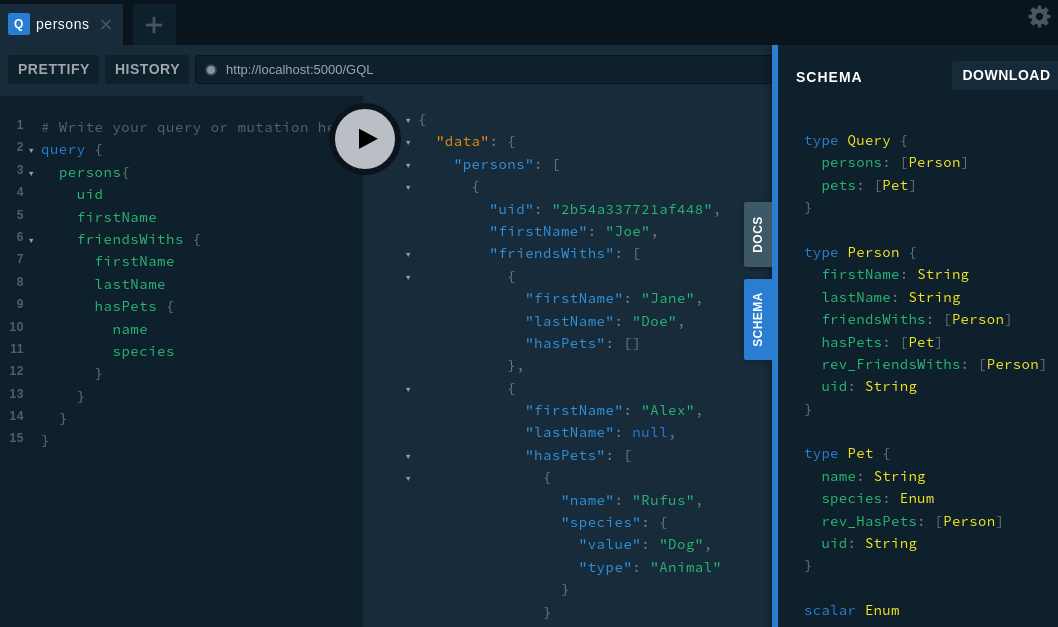 Q persons
PRETTIFY HISTORY http://localhost:5000/GQL
1 # Write your query or mutation he
2 query {
3 persons{
4 uid
5 firstName
6 friendsWiths {
7 firstName
8 lastName
9 hasPets {
10 name
11 species
12 }
13 }
14 }
15 }
{
"data": {
"persons": [
{
"uid": "2b54a337721af448",
"firstName": "Joe",
"friendsWiths": [
{
"firstName": "Jane",
"lastName": "Doe",
"hasPets": []
},
{
"firstName": "Alex",
"lastName": null,
"hasPets": [
{
"name": "Rufus",
"species": {
"value": "Dog",
"type": "Animal"
}
}
DOCS
SCHEMA
SCHEMA DOWNLOAD
type Query {
persons: [Person]
pets: [Pet]
}
type Person {
firstName: String
lastName: String
friendsWiths: [Person]
hasPets: [Pet]
rev_FriendsWiths: [Person]
uid: String
}
type Pet {
name: String
species: Enum
rev_HasPets: [Person]
uid: String
}
scalar Enum